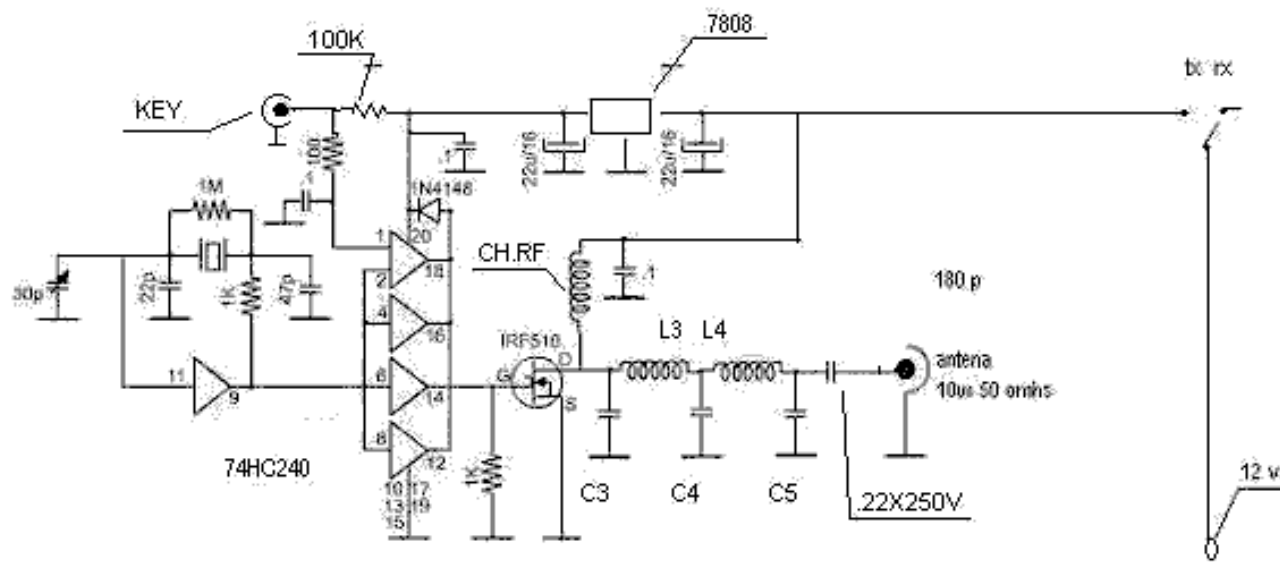 7808
100K
tx rx
KEY
100
.1
22u/16
22u/16
1M
1N4148
1
20
CH.RF
.1
2
18
30p
22p
1K
47p
180 p
4
16
L3 L4
IRF510
D
antena
11
6
G
10us 50 omhs
9
14
S
8
74HC240
12
1K
10 17
13 19
15
C3
C4
C5
12 v
.22X250V